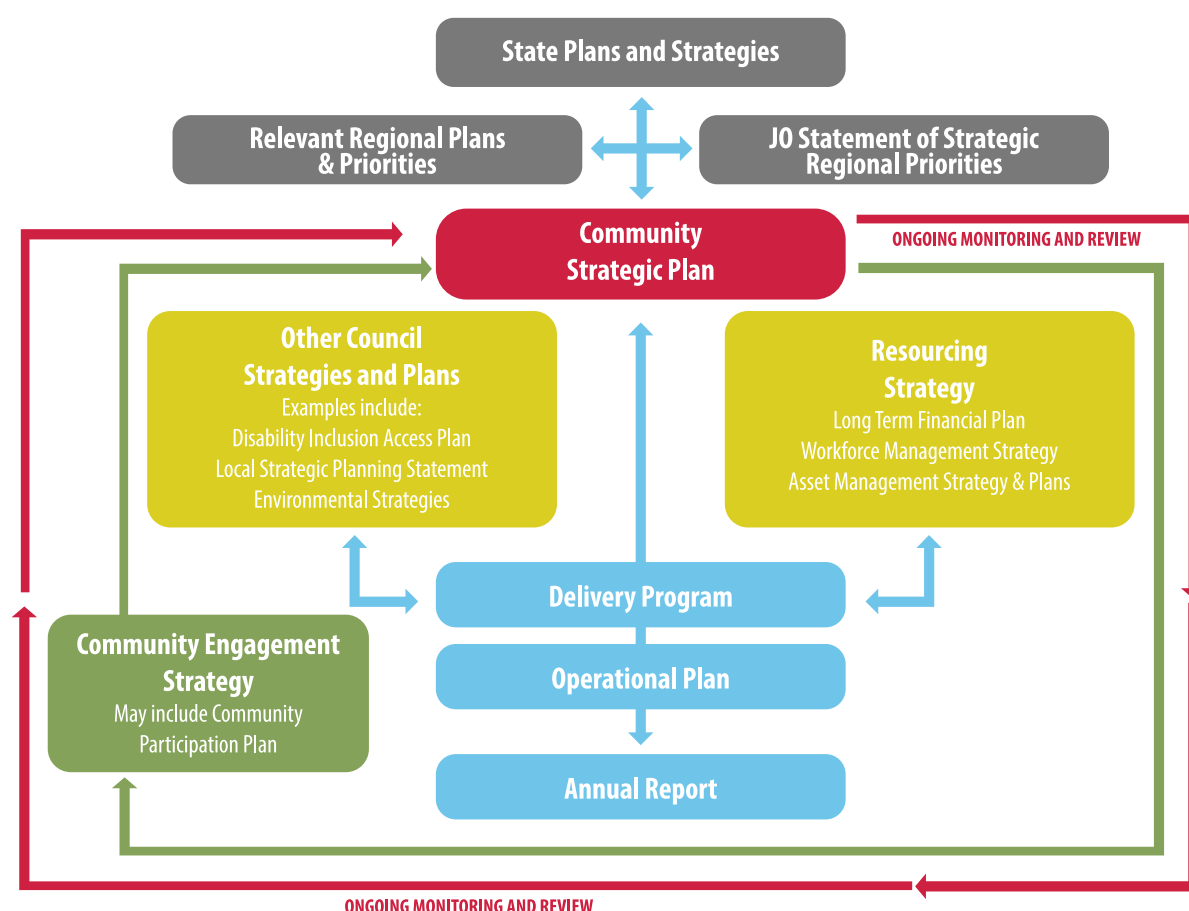 State Plans and Strategies
Relevant Regional Plans
& Priorities
JO Statement of Strategic
Regional Priorities
Community
Strategic Plan
ONGOING MONITORING AND REVIEW
Other Council
Strategies and Plans
Examples include:
Disability Inclusion Access Plan
Local Strategic Planning Statement
Environmental Strategies
Resourcing
Strategy
Long Term Financial Plan
Workforce Management Strategy
Asset Management Strategy & Plans
Delivery Program
Community Engagement
Strategy
May include Community
Participation Plan
Operational Plan
Annual Report
ONGOING MONITORING AND REVIEW